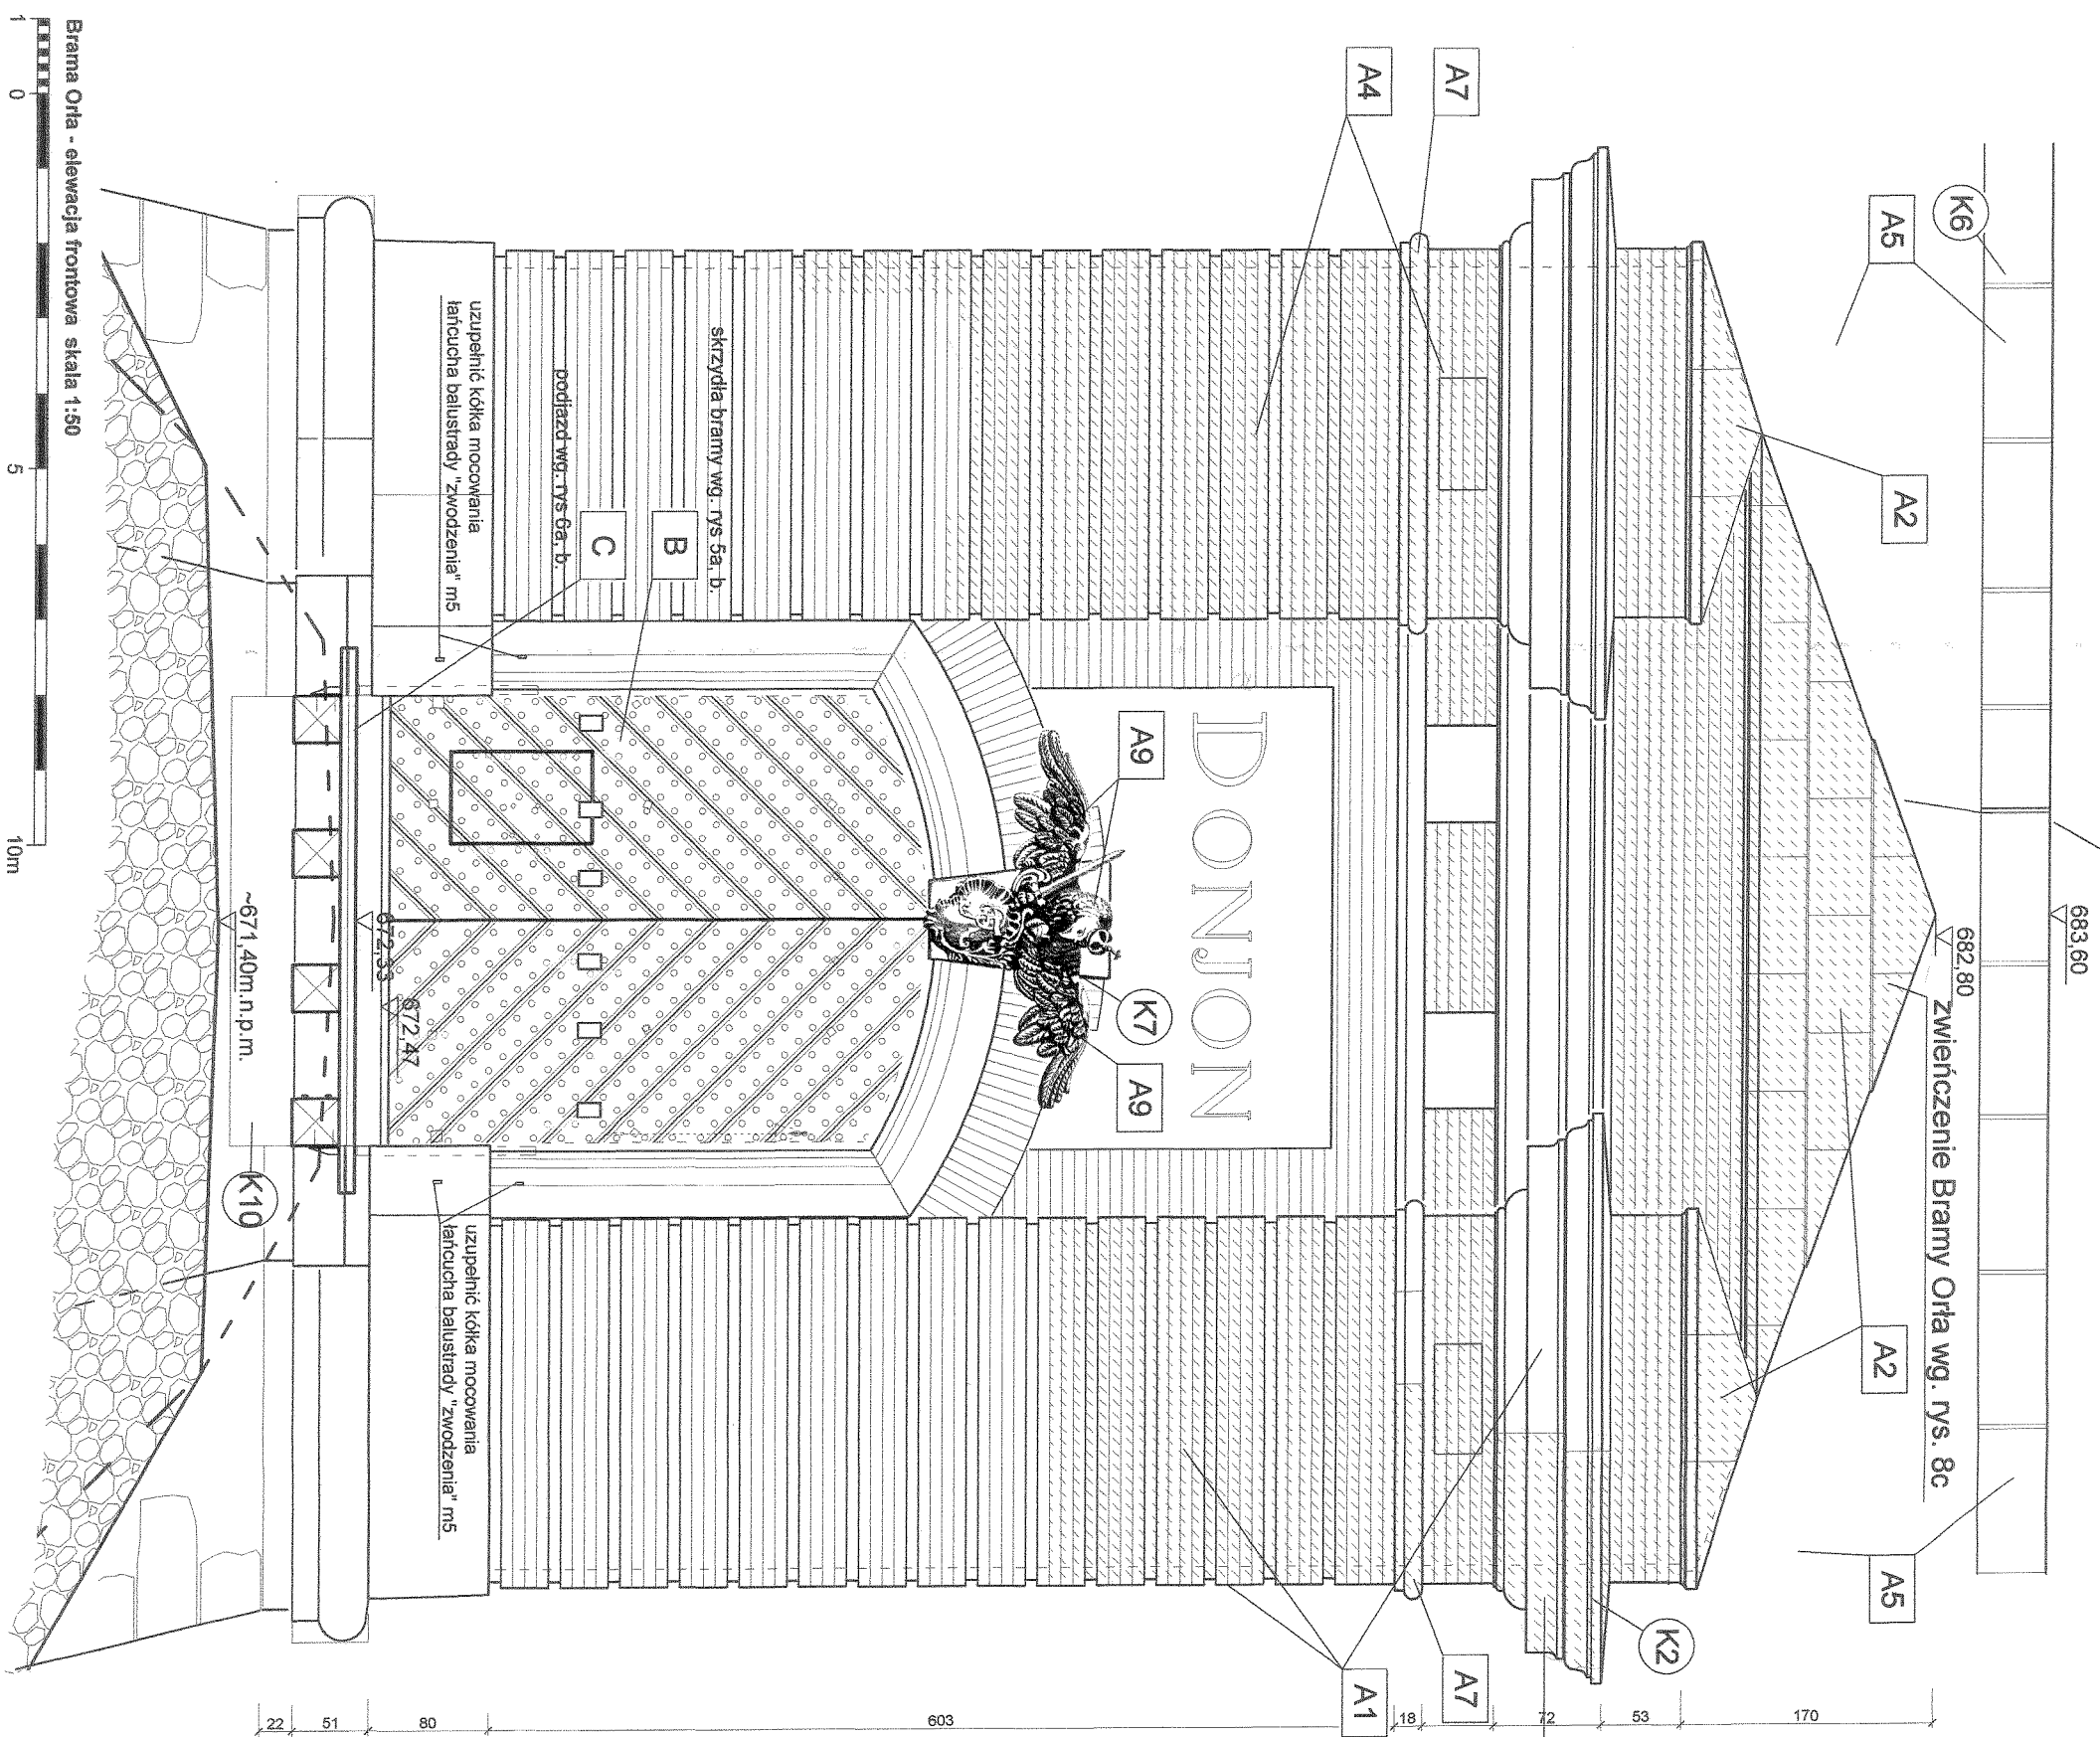 683,60
682,80
zwieńczenie Bramy Orła wg. rys. 8c
K6
A5
A2
A2
A5
K2
A7
A4
A7
A1
DONJON
A9
K7
A9
skrzydła bramy wg. rys 5a, b.
B
podjazd wg. rys 6a, b.
C
uzupełnić kółka mocowania
łańcucha balustrady "zwodzenia" m5
uzupełnić kółka mocowania
łańcucha balustrady "zwodzenia" m5
672,47
672,33
~671,40m.n.p.m.
K10
22
51
80
603
18
72
53
170
Brama Orła - elewacja frontowa skala 1:50
1
0
5
10m